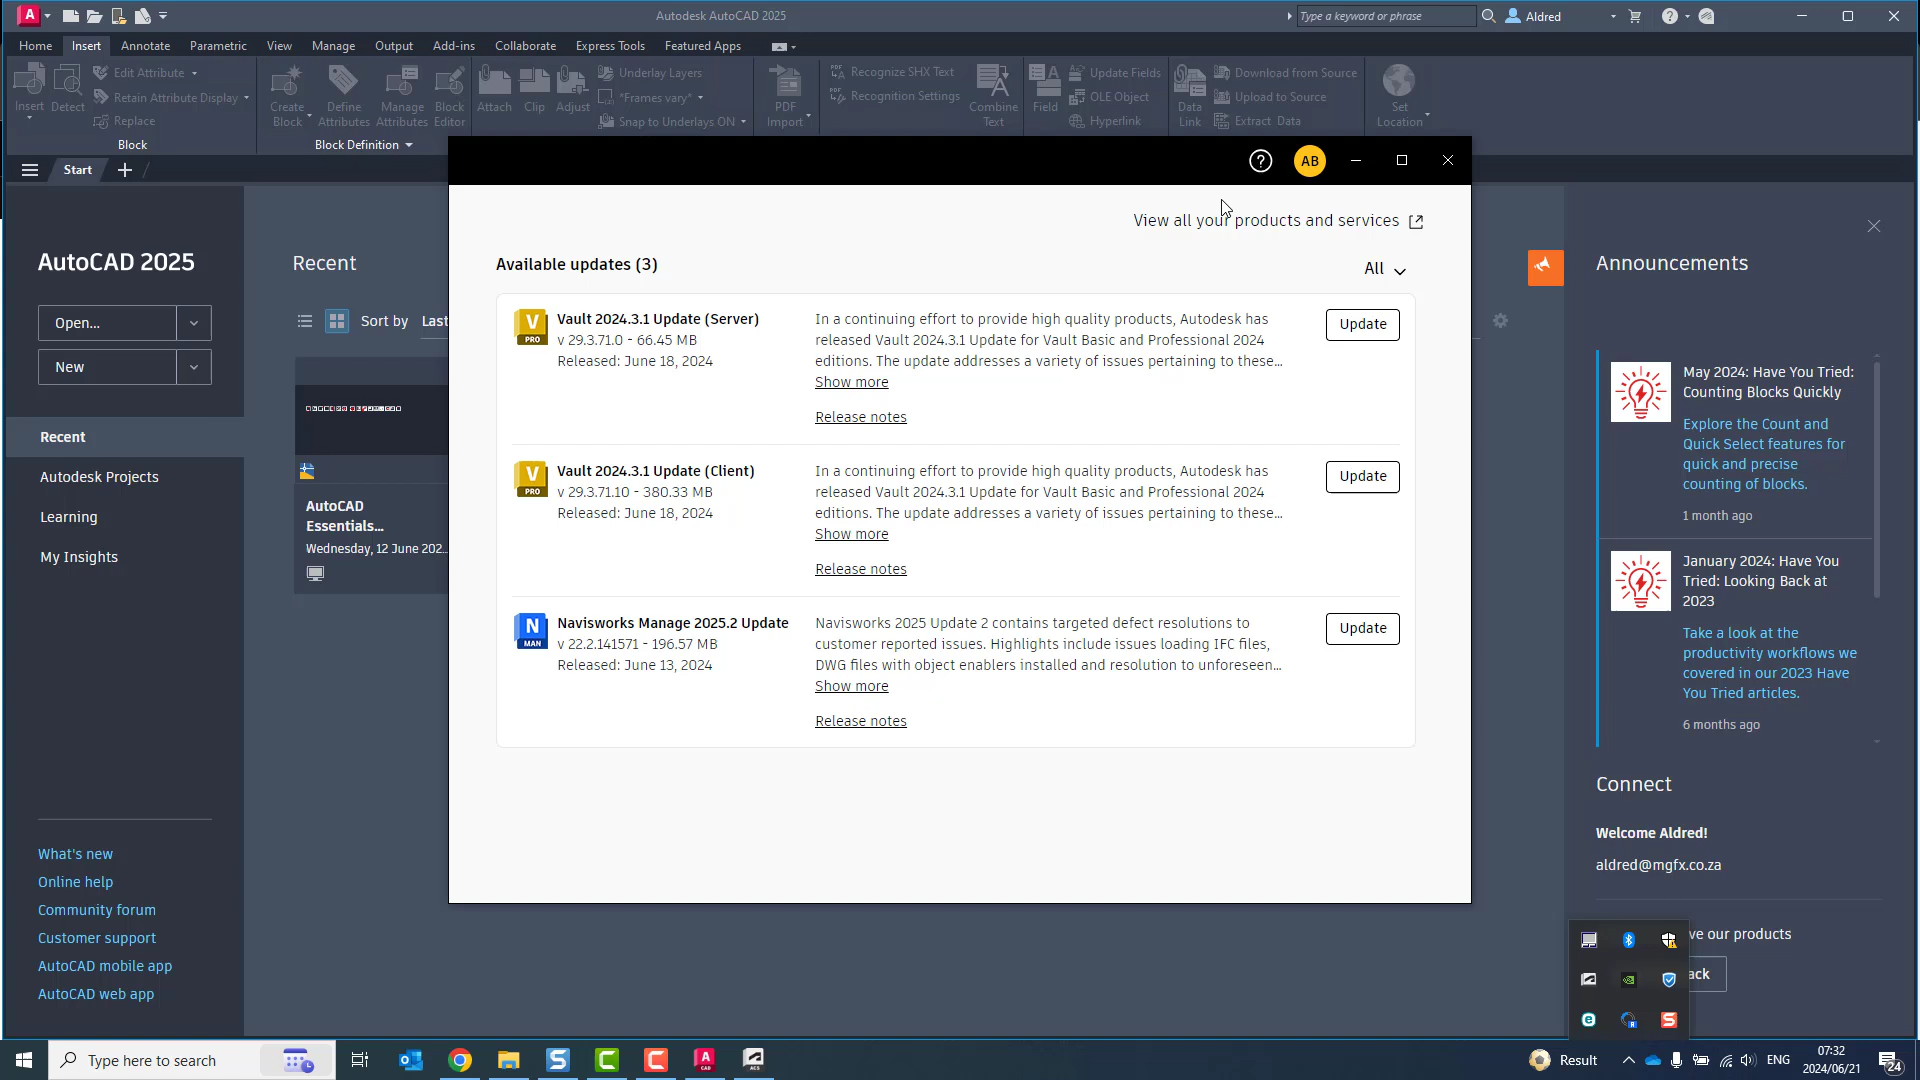 A
Autodesk AutoCAD 2025
Type a keyword or phrase
Aldred
Home
Insert
Annotate
Parametric
View
Manage
Output
Add-ins
Collaborate
Express Tools
Featured Apps
Insert
Detect
Edit Attribute
Retain Attribute Display
Replace
Block
Create
Block
Define
Attributes
Manage
Attributes
Block
Editor
Block Definition
Attach
Clip
Adjust
Underlay Layers
*Frames vary*
Snap to Underlays ON
PDF
Import
Recognize SHX Text
Recognition Settings
Combine
Text
Field
Update Fields
OLE Object
Hyperlink
Data
Link
Download from Source
Upload to Source
Extract Data
Set
Location
Start
AB
View all your products and services
Available updates (3)
All
V
PRO
Vault 2024.3.1 Update (Server)
v 29.3.71.0 - 66.45 MB
Released: June 18, 2024
In a continuing effort to provide high quality products, Autodesk has
released Vault 2024.3.1 Update for Vault Basic and Professional 2024
editions. The update addresses a variety of issues pertaining to these...
Show more
Release notes
Update
V
PRO
Vault 2024.3.1 Update (Client)
v 29.3.71.10 - 380.33 MB
Released: June 18, 2024
In a continuing effort to provide high quality products, Autodesk has
released Vault 2024.3.1 Update for Vault Basic and Professional 2024
editions. The update addresses a variety of issues pertaining to these...
Show more
Release notes
Update
N
MAN
Navisworks Manage 2025.2 Update
v 22.2.141571 - 196.57 MB
Released: June 13, 2024
Navisworks 2025 Update 2 contains targeted defect resolutions to
customer reported issues. Highlights include issues loading IFC files,
DWG files with object enablers installed and resolution to unforeseen...
Show more
Release notes
Update
AutoCAD 2025
Open...
New
Recent
Autodesk Projects
Learning
My Insights
What's new
Online help
Community forum
Customer support
AutoCAD mobile app
AutoCAD web app
Recent
Sort by
Last
AutoCAD
Essentials...
Wednesday, 12 June 202...
Announcements
May 2024: Have You Tried:
Counting Blocks Quickly
Explore the Count and
Quick Select features for
quick and precise
counting of blocks.
1 month ago
January 2024: Have You
Tried: Looking Back at
2023
Take a look at the
productivity workflows we
covered in our 2023 Have
You Tried articles.
6 months ago
Connect
Welcome Aldred!
aldred@mgfx.co.za
ve our products
ack
Type here to search
Result
ENG
07:32
2024/06/21
24